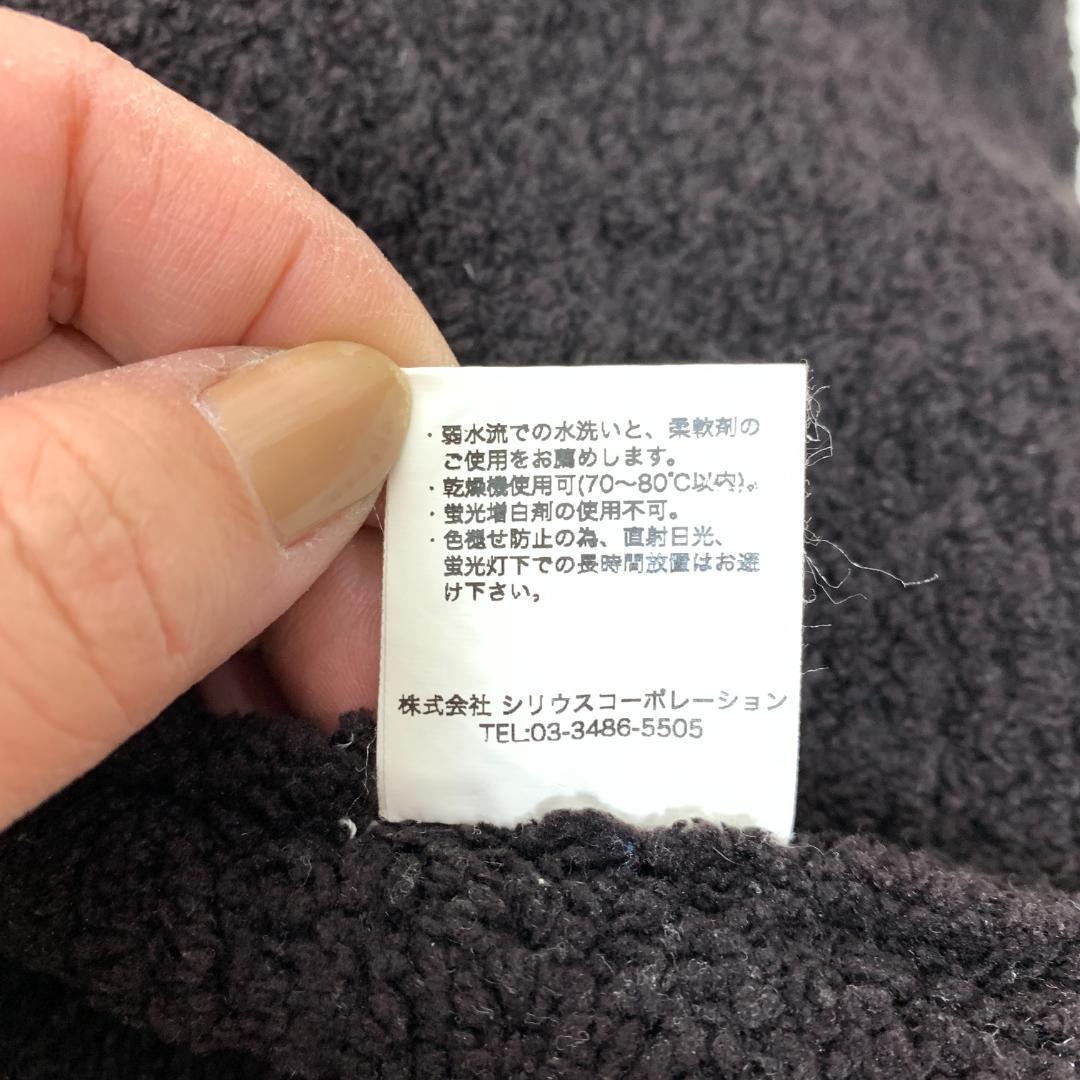 ・弱水流での水洗いと、柔軟剤の
ご使用をお薦めします。
・乾燥機使用可(70～80℃以内)。
・蛍光増白剤の使用不可。
・色褪せ防止の為、直射日光、
蛍光灯下での長時間放置はお避
け下さい。
株式会社 シリウスコーポレーション
TEL:03-3486-5505